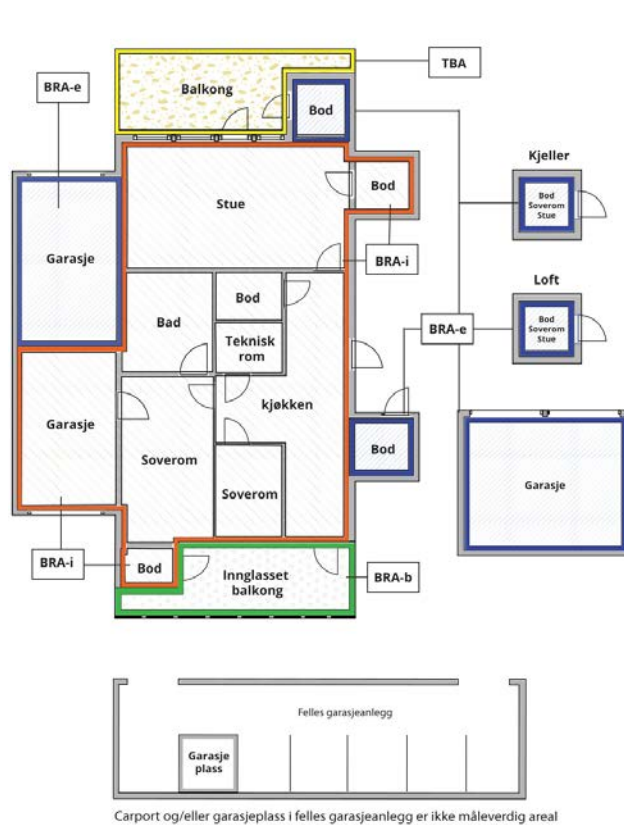 TBA
BRA-e
Balkong
Bod
Kjeller
Bod
Soverom
Stue
Stue
Bod
Garasje
BRA-i
Loft
Bod
Soverom
Stue
Bad
Bod
BRA-e
Teknisk
rom
kjøkken
Garasje
Soverom
Bod
Garasje
Soverom
BRA-i
Bod
Innglasset
balkong
BRA-b
Felles garasjeanlegg
Garasje
plass
Carport og/eller garasjeplass i felles garasjeanlegg er ikke måleverdig areal